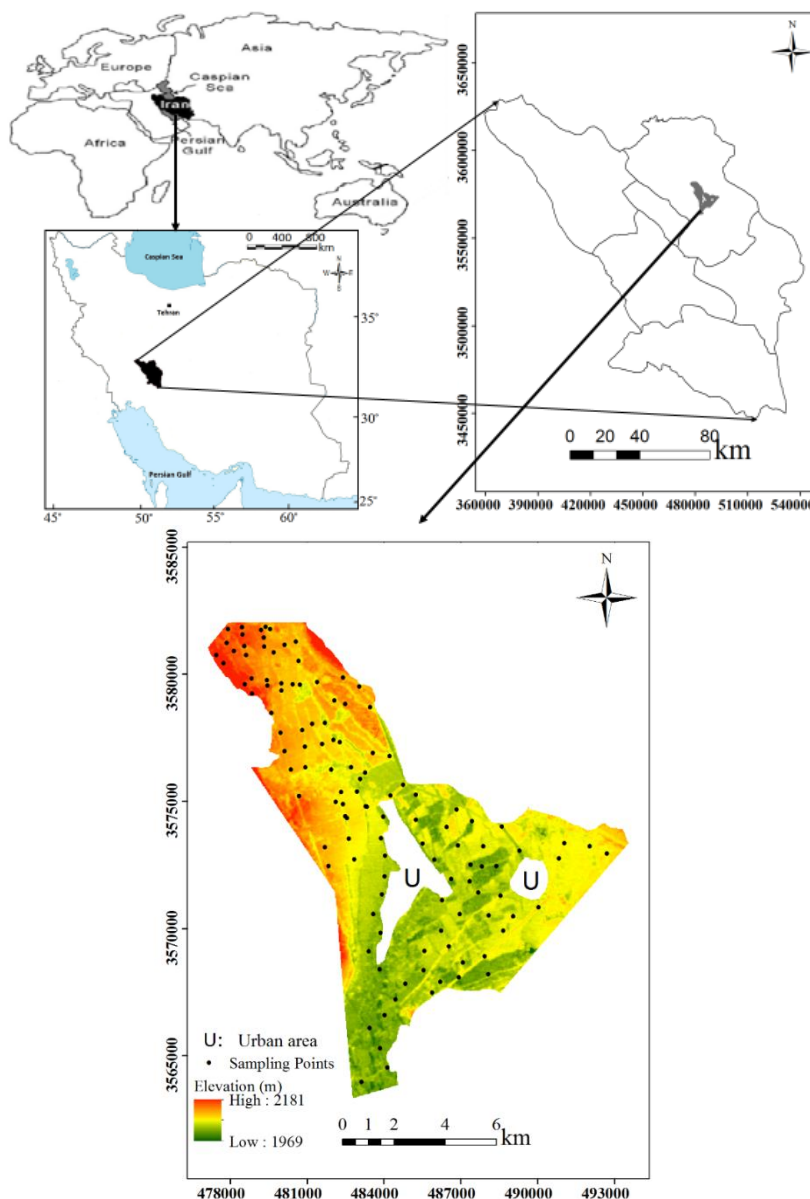 Asia
Europe
Caspian
Sea
Iran
Africa
Persian
Gulf
Australia
N
3650000
3600000
3550000
3500000
3450000
0 20 40 80
km
360000 390000 420000 450000 480000 510000 540000
0 400 800
km
Caspian Sea
N
W E
S
Tehran
35°
30°
25°
Persian Gulf
45° 50° 55° 60°
N
3585000
3580000
3575000
3570000
3565000
U
U
U: Urban area
Sampling Points
Elevation (m)
High : 2181
Low : 1969
0 1 2 4 6
km
478000 481000 484000 487000 490000 493000